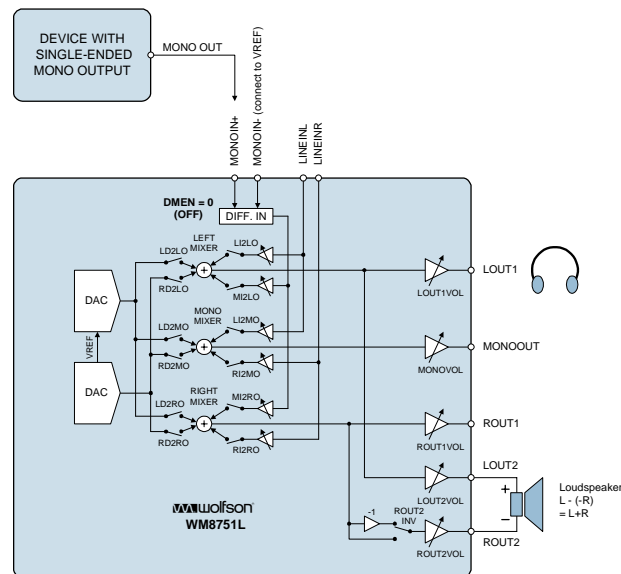 DEVICE WITH
SINGLE-ENDED
MONO OUTPUT
MONO OUT
MONOIN+
MONOIN- (connect to VREF)
LINEINL
LINEINR
DMEN = 0
(OFF)
DIFF. IN
LEFT
MIXER
LD2LO
RD2LO
LI2LO
MI2LO
DAC
VREF
DAC
MONO
MIXER
LD2MO
RD2MO
LI2MO
RI2MO
RIGHT
MIXER
LD2RO
RD2RO
MI2RO
RI2RO
LOUT1VOL
LOUT1
MONOVOL
MONOOUT
ROUT1VOL
ROUT1
LOUT2VOL
LOUT2
-1
ROUT2
INV
ROUT2VOL
ROUT2
+
−
Loudspeaker
L - (-R)
= L+R
wolfson
WM8751L